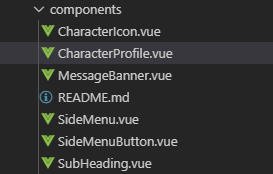 components
CharacterIcon.vue
CharacterProfile.vue
MessageBanner.vue
README.md
SideMenu.vue
SideMenuButton.vue
SubHeading.vue